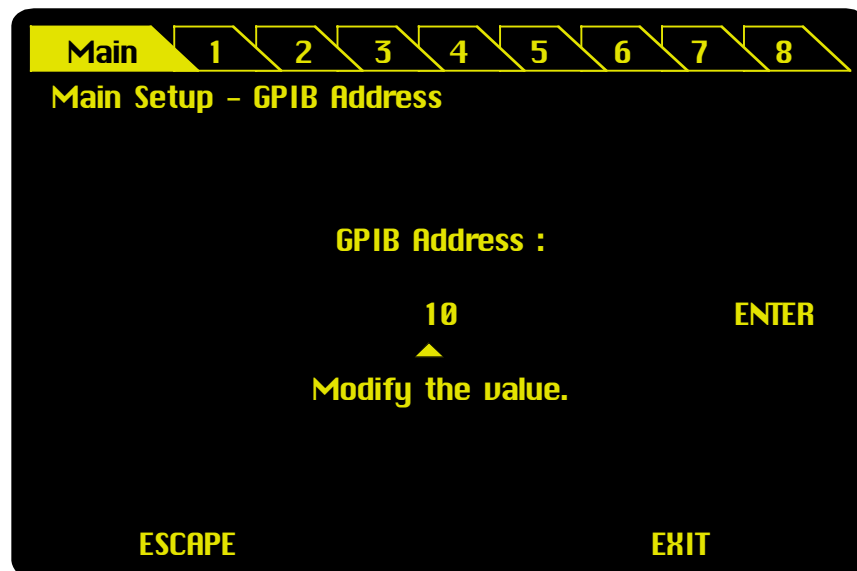 Main 1 2 3 4 5 6 7 8
Main Setup - GPIB Address
GPIB Address :
10 ENTER
Modify the value.
ESCAPE EXIT